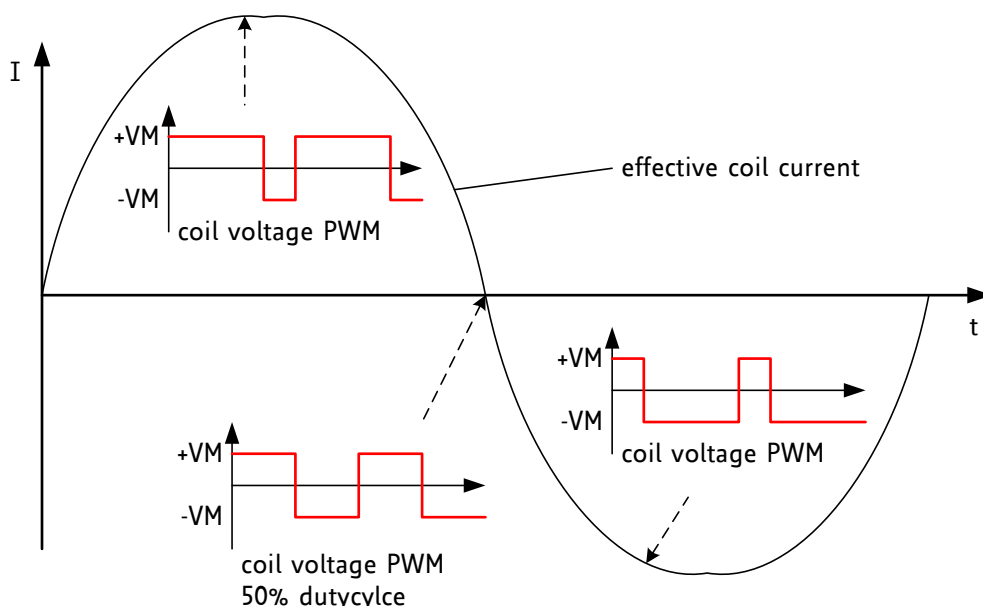 I
+VM
-VM
coil voltage PWM
effective coil current
t
+VM
-VM
coil voltage PWM
+VM
-VM
coil voltage PWM
50% dutycylce